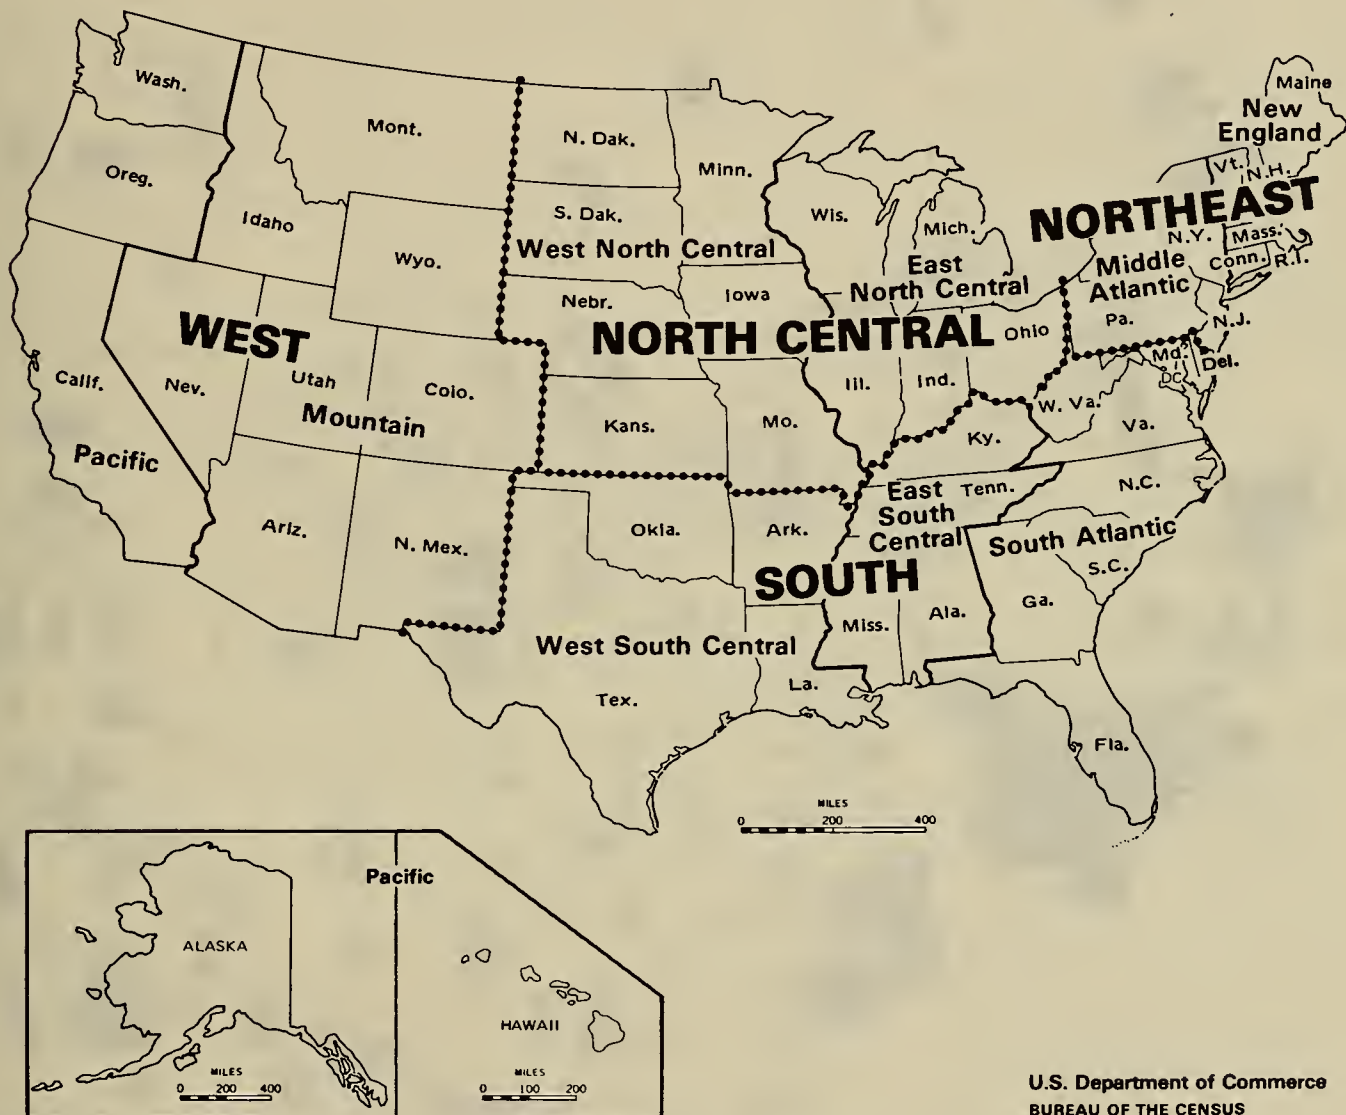 Wash.
Mont.
N. Dak.
Minn.
Maine
New
England
Oreg.
Idaho
S. Dak.
Wis.
Mich.
Vt.
N.H.
NORTHEAST
West North Central
Wyo.
East
North Central
N.Y.
Mass.
Conn.
R.I.
Middle
Atlantic
Nebr.
Iowa
WEST
NORTH CENTRAL
Ohio
Pa.
N.J.
Calif.
Nev.
Utah
Colo.
Ill.
Ind.
Md.
Del.
DC
Mountain
Kans.
Mo.
W. Va.
Va.
Ky.
Pacific
East
South
Central
Tenn.
N.C.
Ariz.
N. Mex.
Okla.
Ark.
South Atlantic
S.C.
SOUTH
Miss.
Ala.
Ga.
West South Central
Tex.
La.
Fla.
MILES
0 200 400
Pacific
ALASKA
HAWAII
MILES
0 200 400
MILES
0 100 200
U.S. Department of Commerce
BUREAU OF THE CENSUS